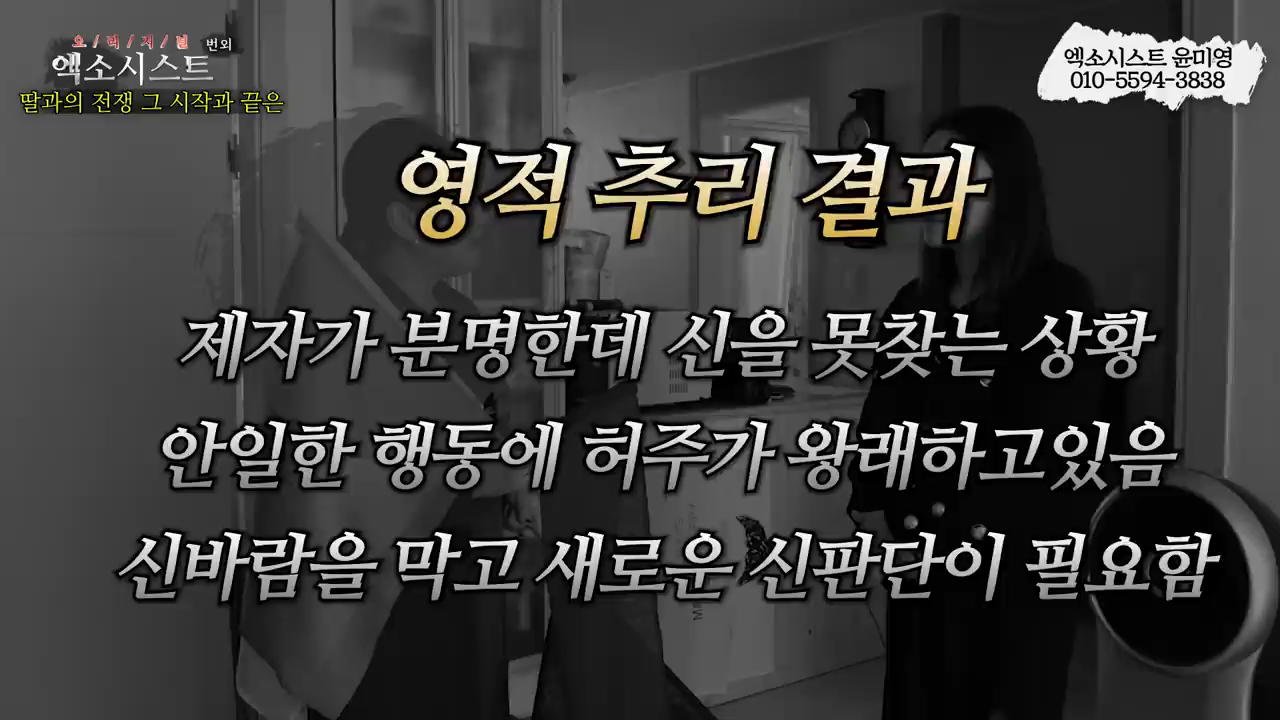 오/리/지/널 번외
엑소시스트
딸과의 전쟁 그 시작과 끝은
엑소시스트 윤미영
010-5594-3838
영적 추리 결과
제자가 분명한데 신을 못찾는 상황
안일한 행동에 허주가 왕래하고있음
신바람을 막고 새로운 신판단이 필요함